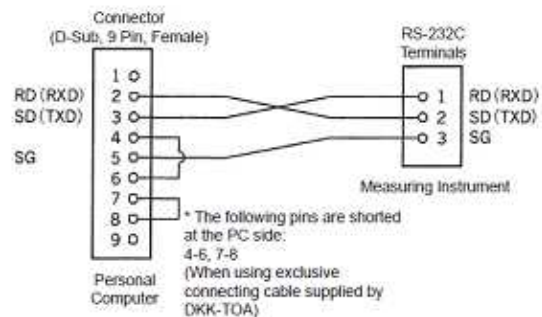 Connector
(D-Sub, 9 Pin, Female)
RS-232C
Terminals
1
RD (RXD) 2
SD (TXD) 3
4
SG 5
6
7
8
9
1 RD (RXD)
2 SD (TXD)
3 SG
Measuring Instrument
* The following pins are shorted
at the PC side:
4-6, 7-8
(When using exclusive
connecting cable supplied by
DKK-TOA)
Personal
Computer